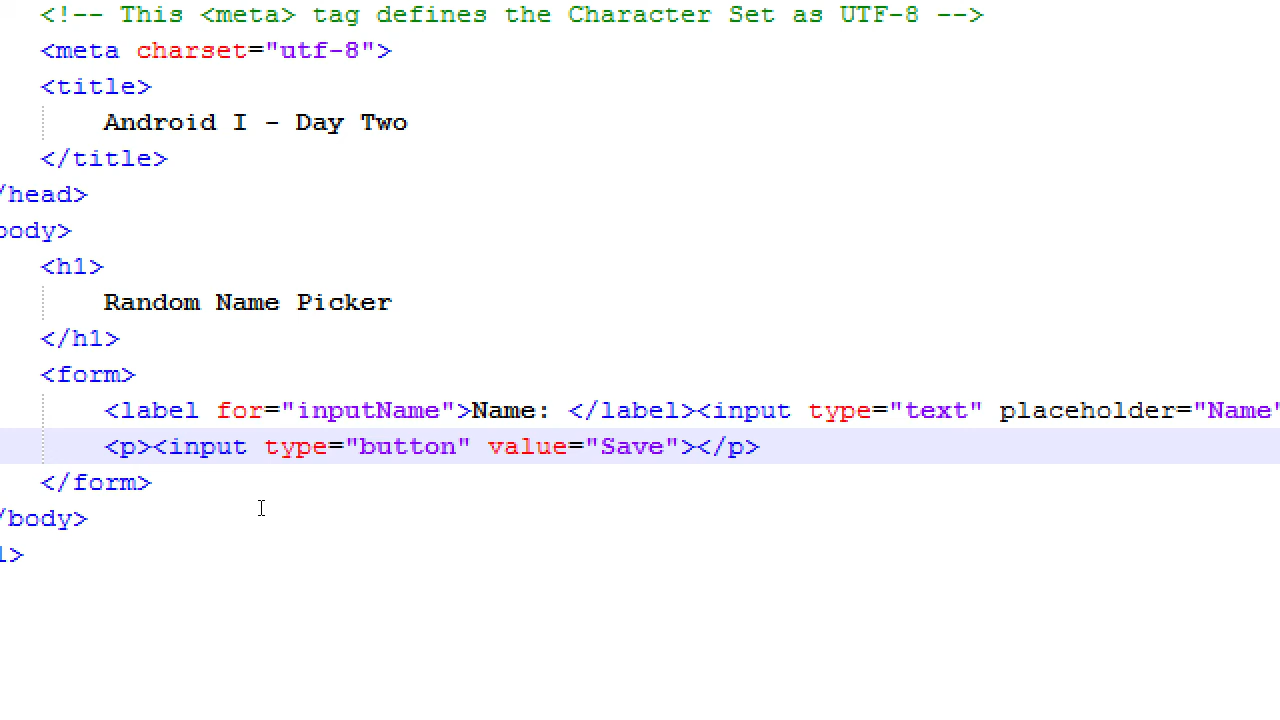 <!-- This <meta> tag defines the Character Set as UTF-8 -->
<meta charset="utf-8">
<title>
Android I - Day Two
</title>
/head>
body>
<h1>
Random Name Picker
</h1>
<form>
<label for="inputName">Name: </label><input type="text" placeholder="Name"
<p><input type="button" value="Save"></p>
</form>
/body>
l>